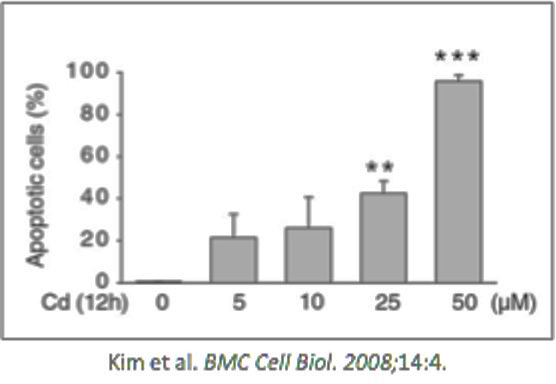 ***
100
80
**
60
40
20
0
Apoptotic cells (%)
Cd (12h) 0 5 10 25 50 (μM)
Kim et al. BMC Cell Biol. 2008;14:4.